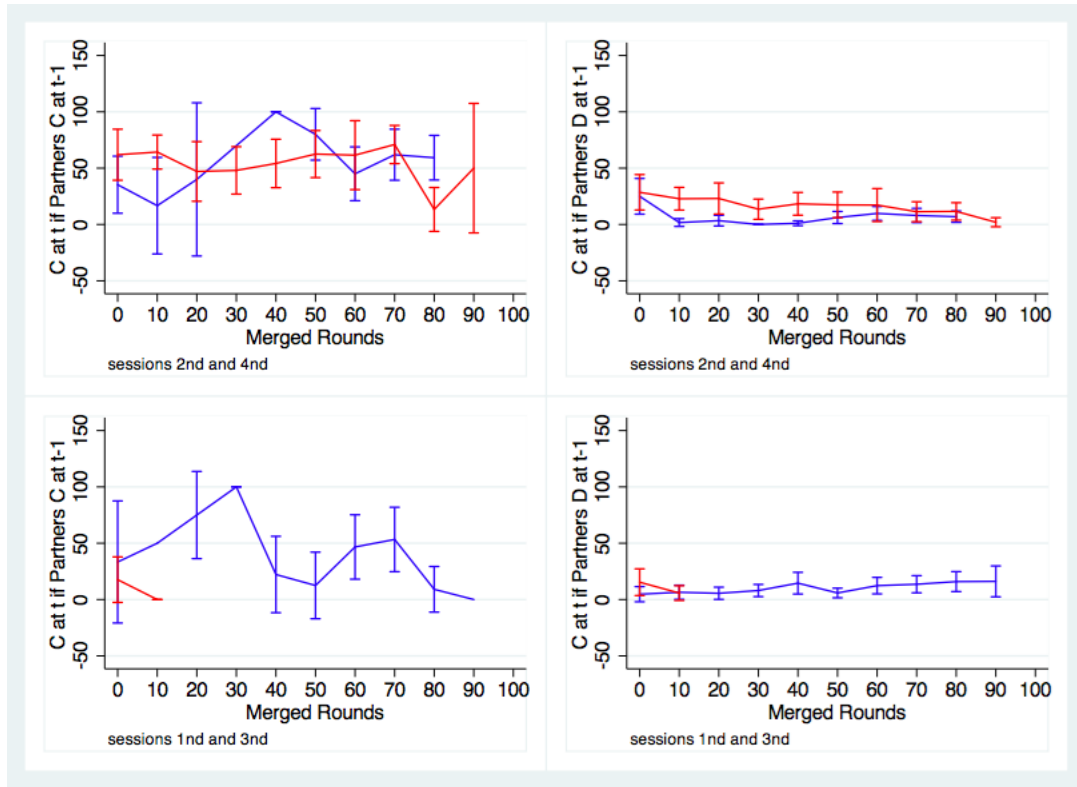 C at t if Partners C at t-1
150
100
50
0
-50
0 10 20 30 40 50 60 70 80 90 100
Merged Rounds
sessions 2nd and 4nd
C at t if Partners D at t-1
150
100
50
0
-50
0 10 20 30 40 50 60 70 80 90 100
Merged Rounds
sessions 2nd and 4nd
C at t if Partners C at t-1
150
100
50
0
-50
0 10 20 30 40 50 60 70 80 90 100
Merged Rounds
sessions 1nd and 3nd
C at t if Partners D at t-1
150
100
50
0
-50
0 10 20 30 40 50 60 70 80 90 100
Merged Rounds
sessions 1nd and 3nd